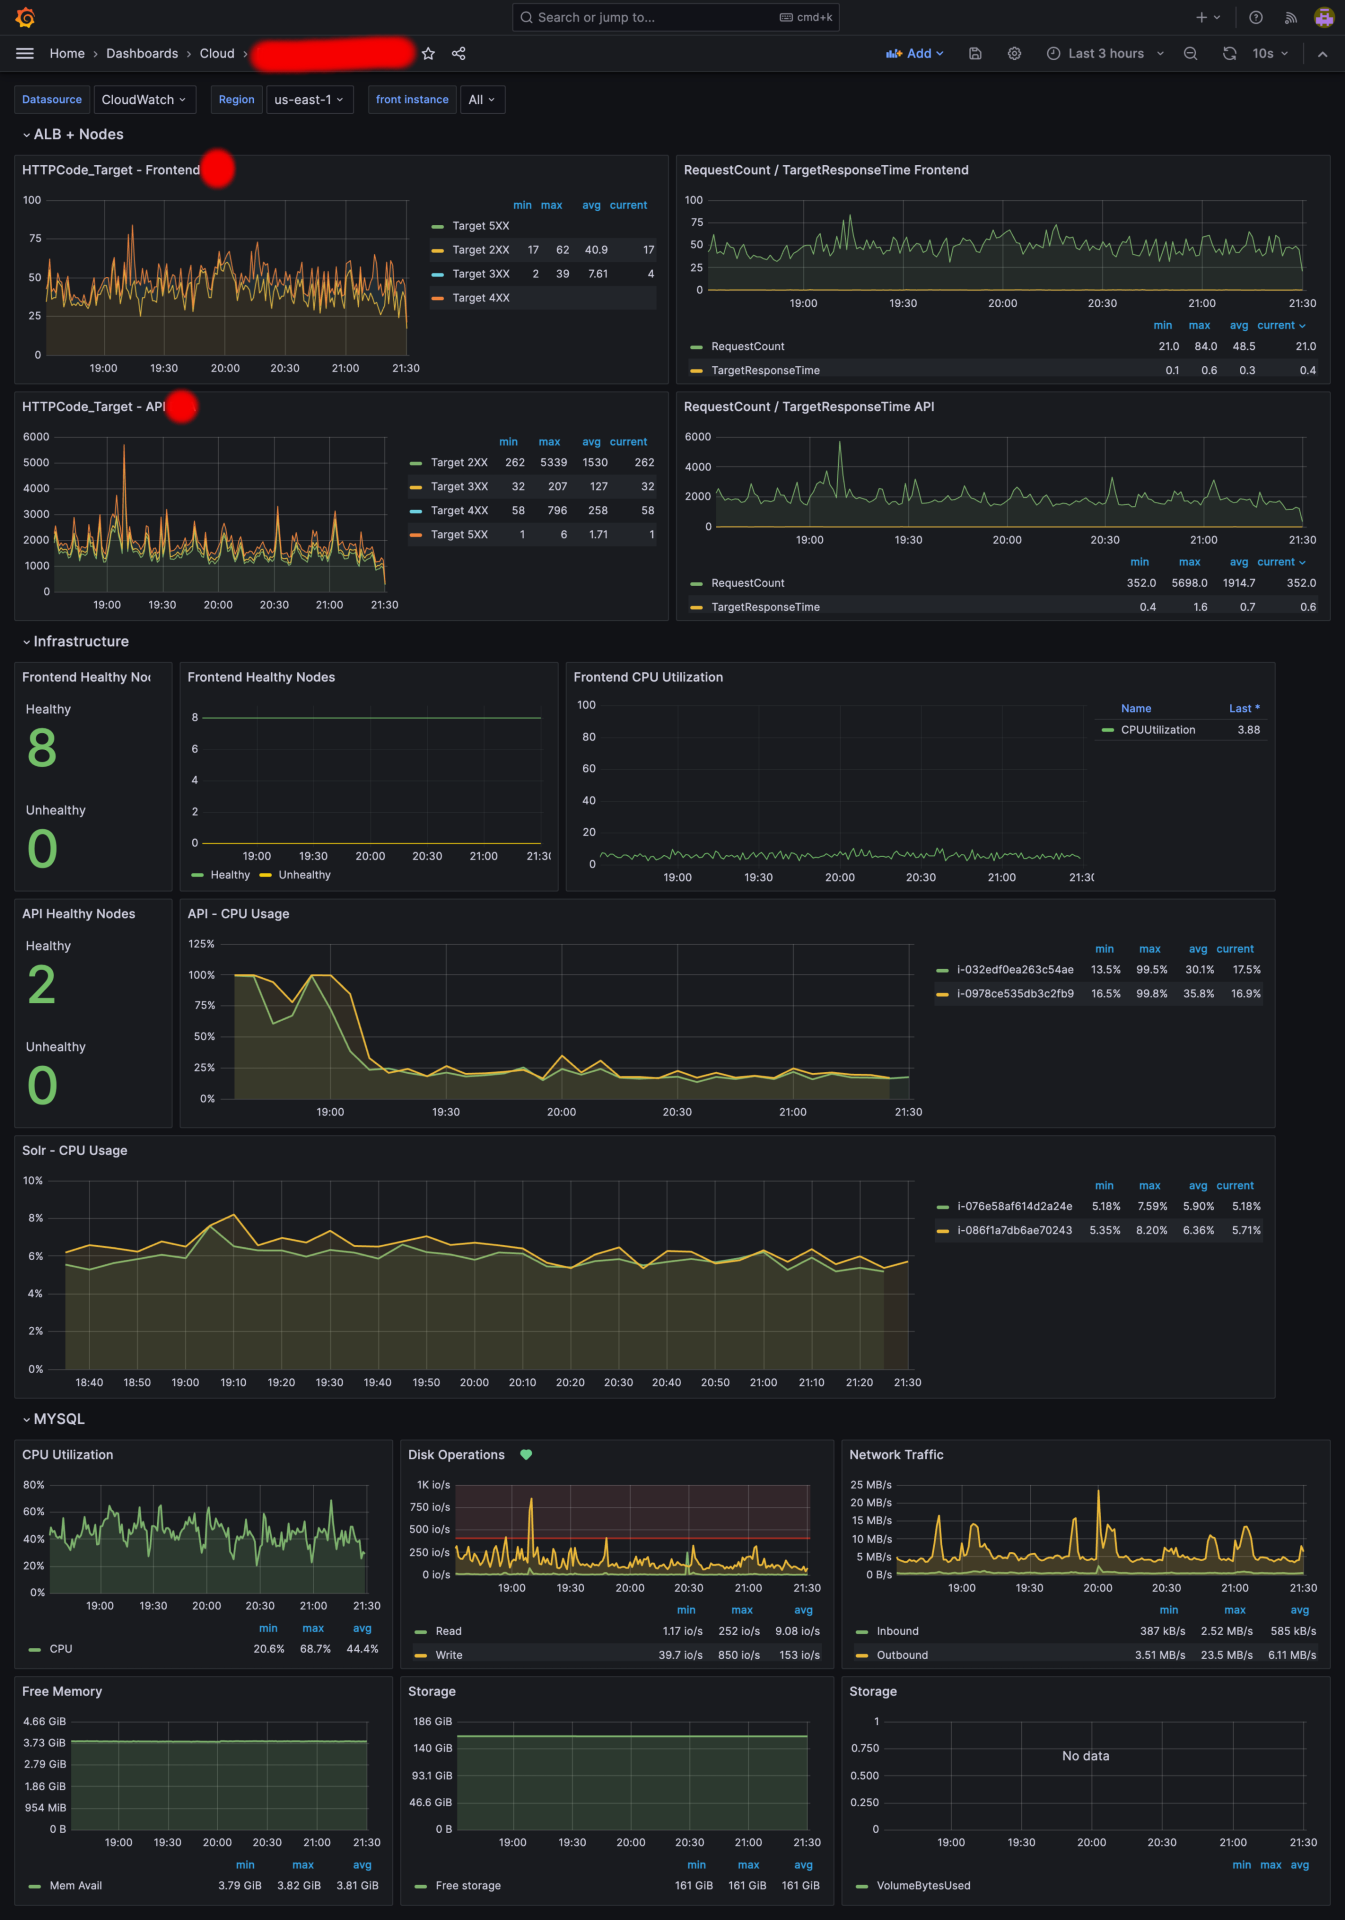 Search or jump to... cmd+k
Home › Dashboards › Cloud ›
Add Last 3 hours 10s
Datasource CloudWatch Region us-east-1 front instance All
ALB + Nodes
HTTPCode_Target - Frontend
100
75
50
25
0
19:00 19:30 20:00 20:30 21:00 21:30
min max avg current
Target 5XX
Target 2XX 17 62 40.9 17
Target 3XX 2 39 7.61 4
Target 4XX
RequestCount / TargetResponseTime Frontend
100
75
50
25
0
19:00 19:30 20:00 20:30 21:00 21:30
min max avg current
RequestCount 21.0 84.0 48.5 21.0
TargetResponseTime 0.1 0.6 0.3 0.4
HTTPCode_Target - API
6000
5000
4000
3000
2000
1000
0
19:00 19:30 20:00 20:30 21:00 21:30
min max avg current
Target 2XX 262 5339 1530 262
Target 3XX 32 207 127 32
Target 4XX 58 796 258 58
Target 5XX 1 6 1.71 1
RequestCount / TargetResponseTime API
6000
4000
2000
0
19:00 19:30 20:00 20:30 21:00 21:30
min max avg current
RequestCount 352.0 5698.0 1914.7 352.0
TargetResponseTime 0.4 1.6 0.7 0.6
Infrastructure
Frontend Healthy No
Healthy
8
Unhealthy
0
Frontend Healthy Nodes
8
6
4
2
0
19:00 19:30 20:00 20:30 21:00 21:30
Healthy Unhealthy
Frontend CPU Utilization
100
80
60
40
20
0
19:00 19:30 20:00 20:30 21:00 21:30
Name Last *
CPUUtilization 3.88
API Healthy Nodes
Healthy
2
Unhealthy
0
API - CPU Usage
125%
100%
75%
50%
25%
0%
19:00 19:30 20:00 20:30 21:00 21:30
min max avg current
i-032edf0ea263c54ae 13.5% 99.5% 30.1% 17.5%
i-0978ce535db3c2fb9 16.5% 99.8% 35.8% 16.9%
Solr - CPU Usage
10%
8%
6%
4%
2%
0%
18:40 18:50 19:00 19:10 19:20 19:30 19:40 19:50 20:00 20:10 20:20 20:30 20:40 20:50 21:00 21:10 21:20 21:30
min max avg current
i-076e58af614d2a24e 5.18% 7.59% 5.90% 5.18%
i-086f1a7db6ae70243 5.35% 8.20% 6.36% 5.71%
MYSQL
CPU Utilization
80%
60%
40%
20%
0%
19:00 19:30 20:00 20:30 21:00 21:30
min max avg
CPU 20.6% 68.7% 44.4%
Disk Operations
1K io/s
750 io/s
500 io/s
250 io/s
0 io/s
19:00 19:30 20:00 20:30 21:00 21:30
min max avg
Read 1.17 io/s 252 io/s 9.08 io/s
Write 39.7 io/s 850 io/s 153 io/s
Network Traffic
25 MB/s
20 MB/s
15 MB/s
10 MB/s
5 MB/s
0 B/s
19:00 19:30 20:00 20:30 21:00 21:30
min max avg
Inbound 387 kB/s 2.52 MB/s 585 kB/s
Outbound 3.51 MB/s 23.5 MB/s 6.11 MB/s
Free Memory
4.66 GiB
3.73 GiB
2.79 GiB
1.86 GiB
954 MiB
0 B
19:00 19:30 20:00 20:30 21:00 21:30
min max avg
Mem Avail 3.79 GiB 3.82 GiB 3.81 GiB
Storage
186 GiB
140 GiB
93.1 GiB
46.6 GiB
0 B
19:00 19:30 20:00 20:30 21:00 21:30
min max avg
Free storage 161 GiB 161 GiB 161 GiB
Storage
1
0.750
0.500
0.250
0
No data
19:00 19:30 20:00 20:30 21:00 21:30
min max avg
VolumeBytesUsed